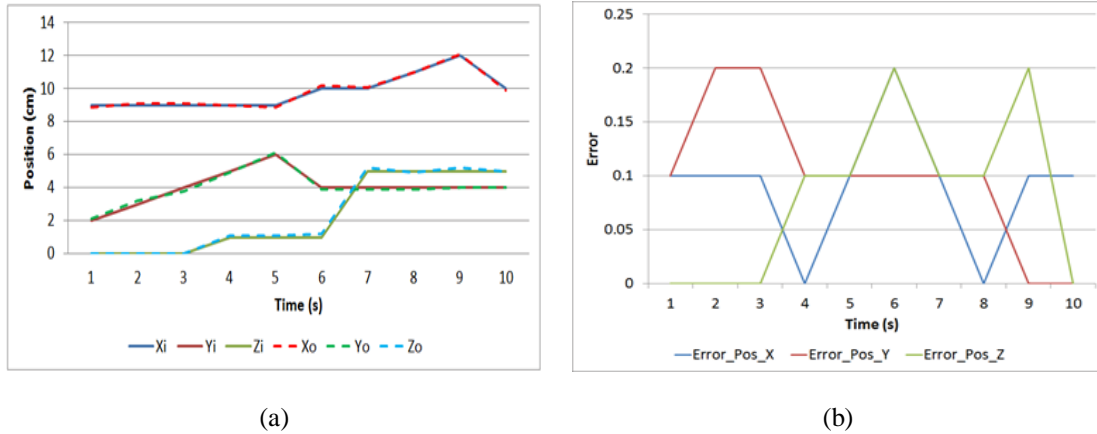 14
12
10
8
6
4
2
0
Position (cm)
1 2 3 4 5 6 7 8 9 10
Time (s)
Xi Yi Zi Xo Yo Zo
(a)
0.25
0.2
0.15
0.1
0.05
0
Error
1 2 3 4 5 6 7 8 9 10
Time (s)
Error_Pos_X Error_Pos_Y Error_Pos_Z
(b)